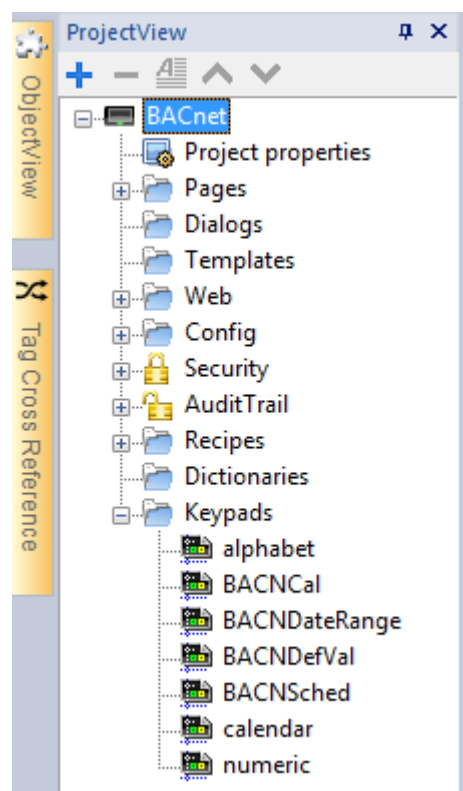 ProjectView
ObjectView
Tag Cross Reference
BACnet
Project properties
Pages
Dialogs
Templates
Web
Config
Security
AuditTrail
Recipes
Dictionaries
Keypads
alphabet
BACNCal
BACNDateRange
BACNDefVal
BACNSched
calendar
numeric